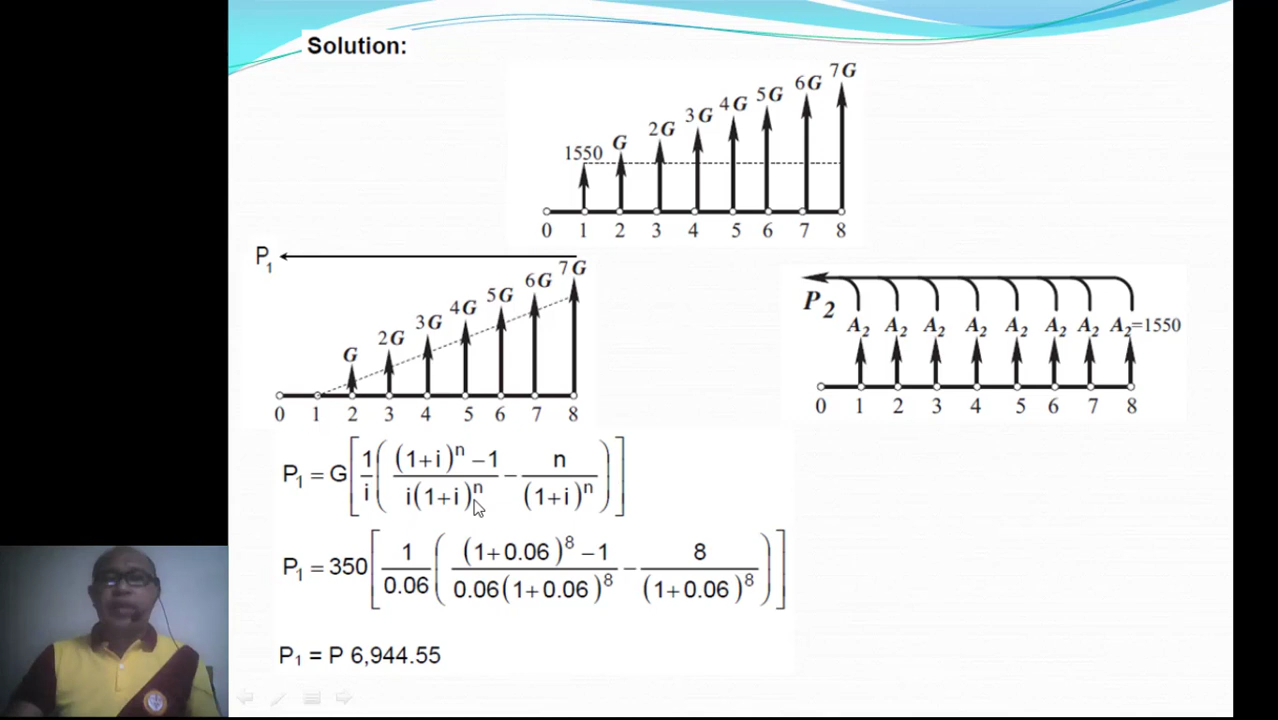 Solution:
1550 G 2G 3G 4G 5G 6G 7G
0 1 2 3 4 5 6 7 8
P₁
G 2G 3G 4G 5G 6G 7G
0 1 2 3 4 5 6 7 8
P₂
A₂ A₂ A₂ A₂ A₂ A₂ A₂ A₂=1550
0 1 2 3 4 5 6 7 8
P₁ = G[1/i((1+i)ⁿ −1/i(1+i)ⁿ − n/(1+i)ⁿ)]
P₁ = 350[1/0.06((1+0.06)⁸ −1/0.06(1+0.06)⁸ − 8/(1+0.06)⁸)]
P₁ = P 6,944.55